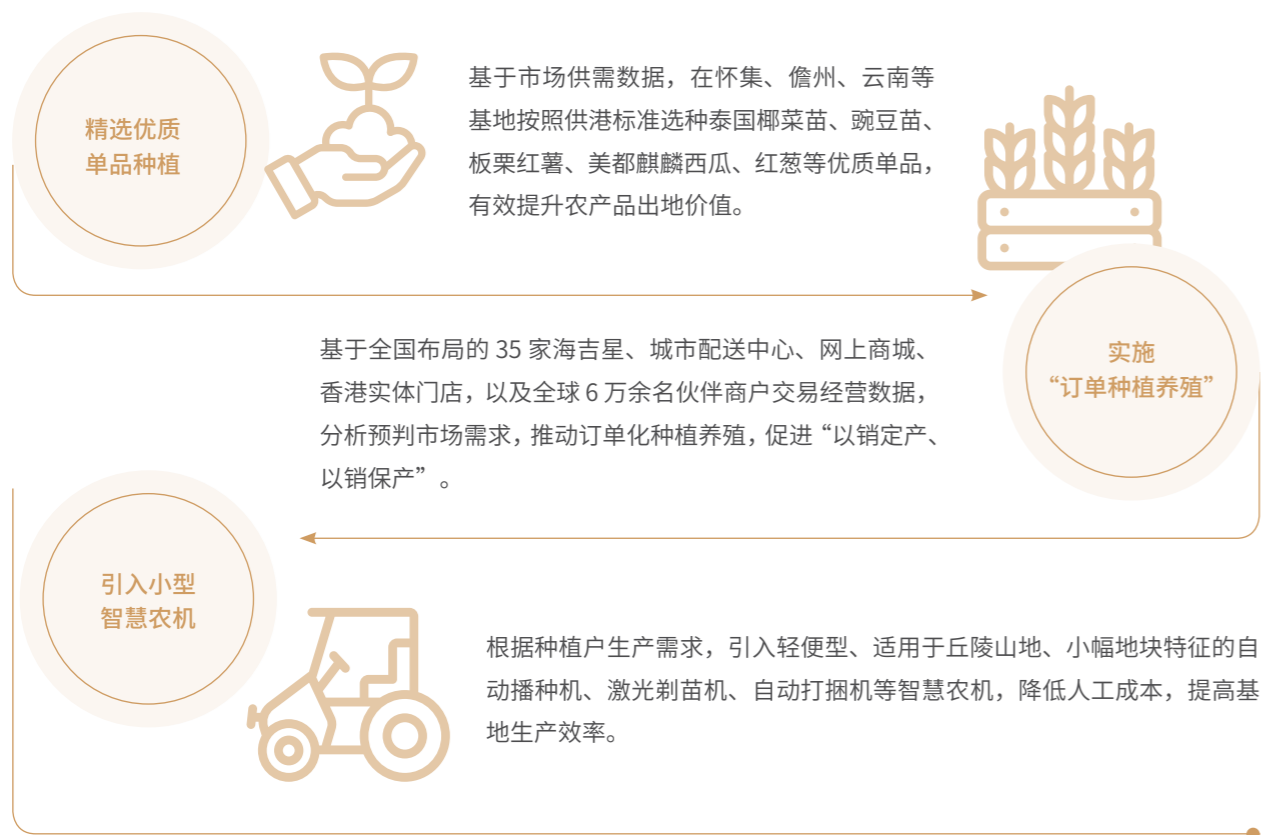 精选优质
单品种植
基于市场供需数据，在怀集、儋州、云南等
基地按照供港标准选种泰国椰菜苗、豌豆苗、
板栗红薯、美都麒麟西瓜、红葱等优质单品，
有效提升农产品出地价值。
实施
“订单种植养殖”
基于全国布局的 35 家海吉星、城市配送中心、网上商城、
香港实体门店，以及全球 6 万余名伙伴商户交易经营数据，
分析预判市场需求，推动订单化种植养殖，促进“以销定产、
以销保产”。
引入小型
智慧农机
根据种植户生产需求，引入轻便型、适用于丘陵山地、小幅地块特征的自
动播种机、激光剃苗机、自动打捆机等智慧农机，降低人工成本，提高基
地生产效率。